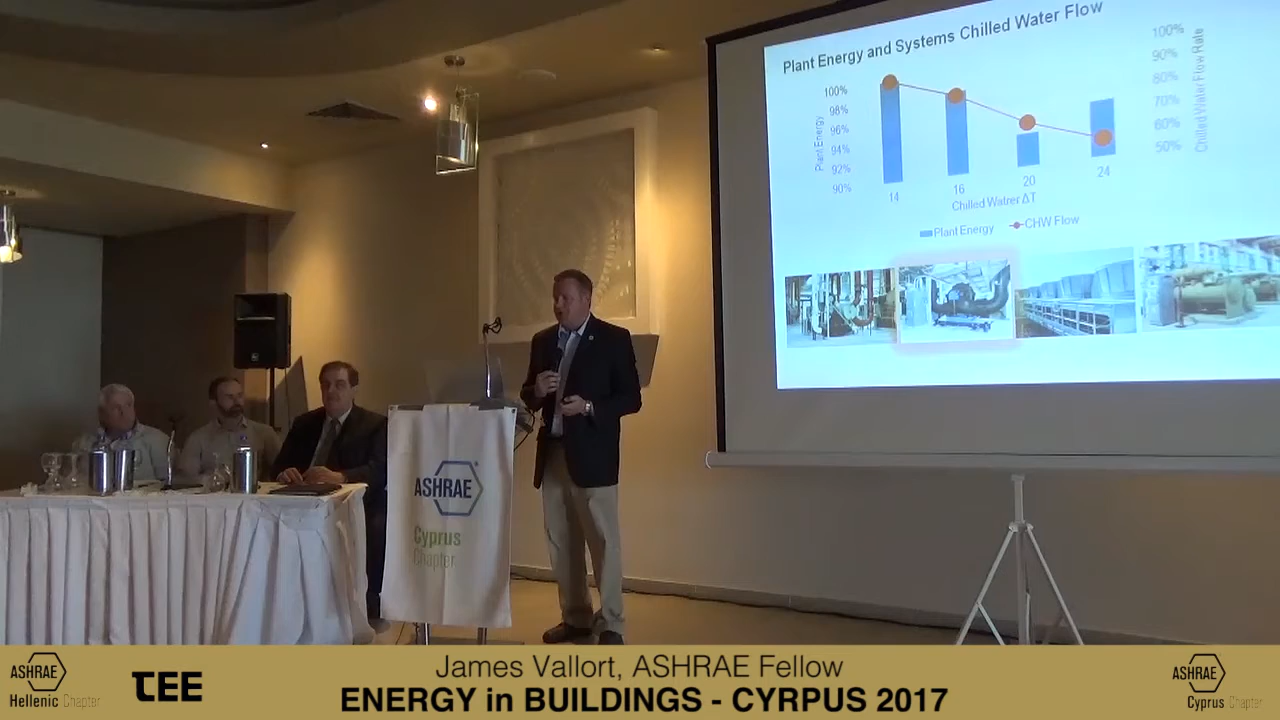 Plant Energy and Systems Chilled Water Flow
100%
98%
96%
94%
92%
90%
Plant Energy
100%
90%
80%
70%
60%
50%
Chilled Water Flow Rate
14
16
20
24
Chilled Watrer ΔT
Plant Energy
CHW Flow
ASHRAE
Cyprus
Chapter
ASHRAE
Hellenic Chapter
TEE
James Vallort, ASHRAE Fellow
ENERGY in BUILDINGS - CYRPUS 2017
ASHRAE
Cyprus Chapter